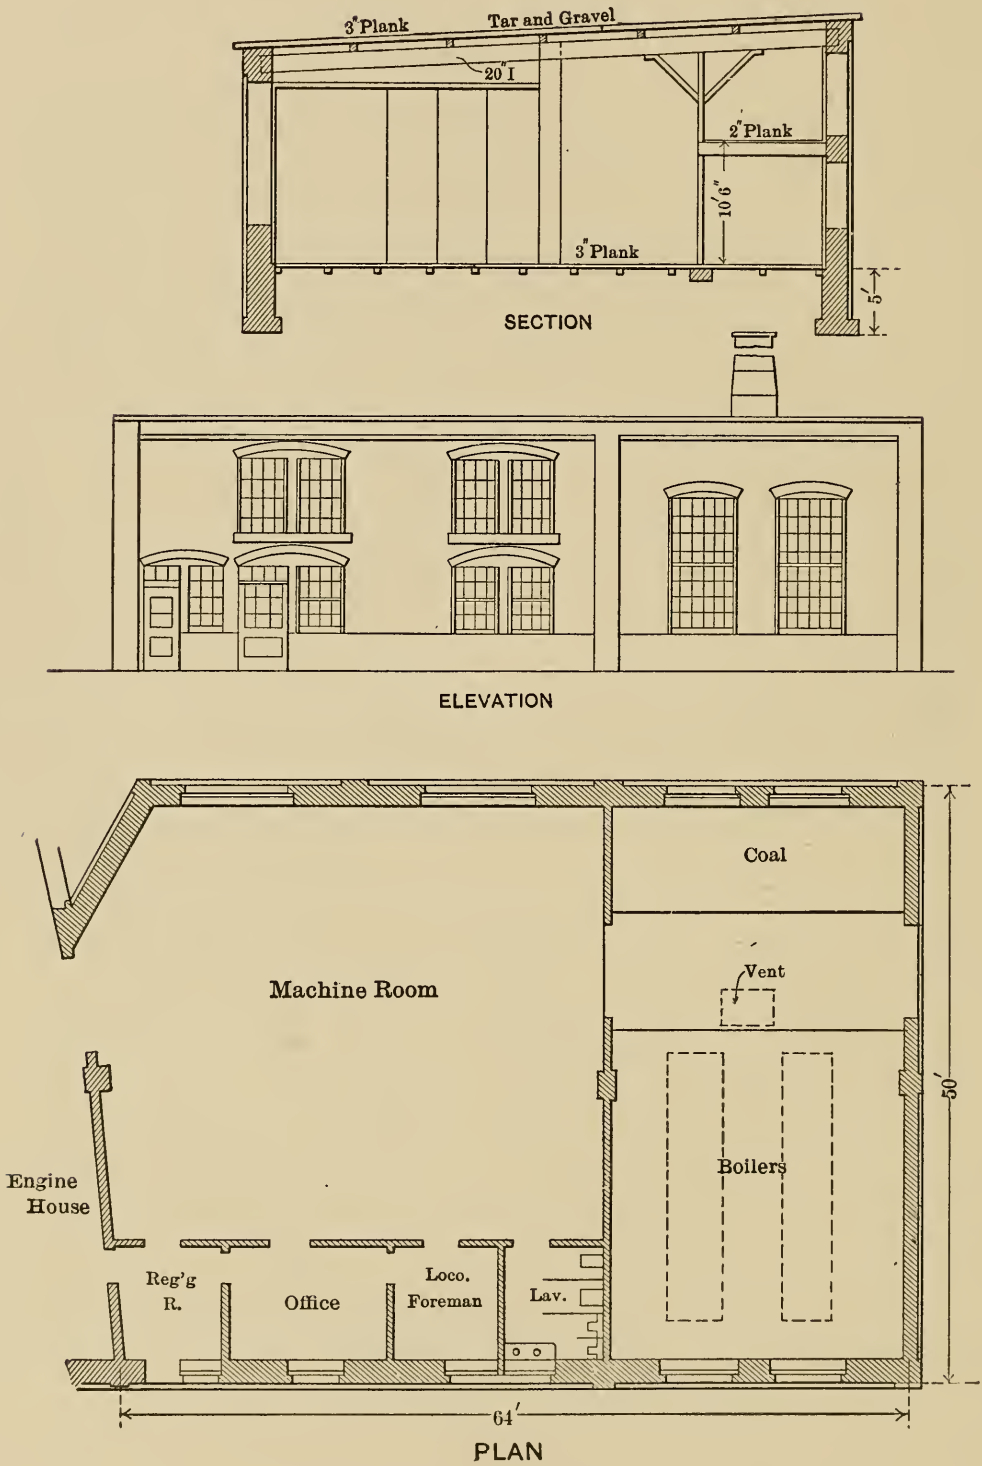 3" Plank
Tar and Gravel
20" I
2" Plank
10'6"
3" Plank
5'
SECTION
ELEVATION
Coal
Vent
Machine Room
50'
Boilers
Engine
House
Reg'g
R.
Office
Loco.
Foreman
Lav.
64'
PLAN